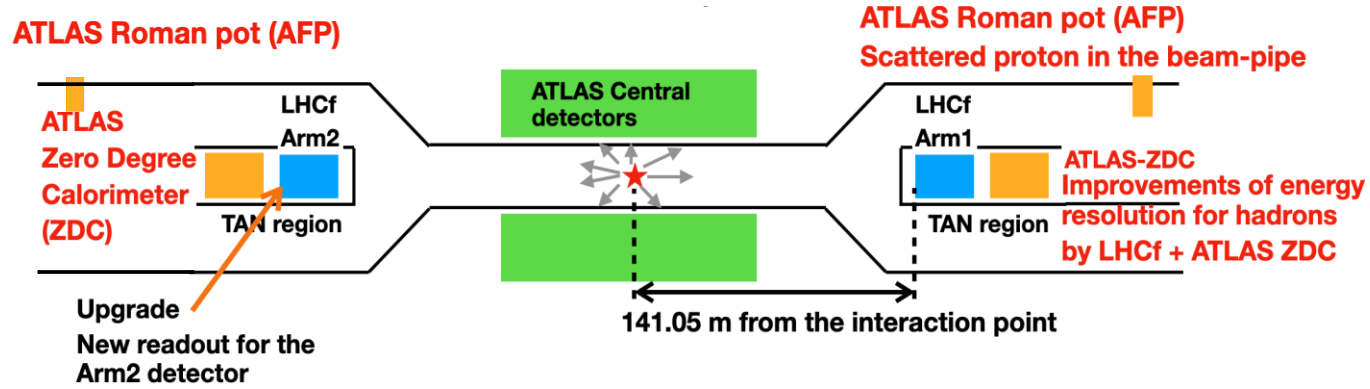 ATLAS Roman pot (AFP)
ATLAS Roman pot (AFP)
Scattered proton in the beam-pipe
ATLAS
Zero Degree
Calorimeter
(ZDC)
LHCf
Arm2
TAN region
ATLAS Central
detectors
LHCf
Arm1
TAN region
ATLAS-ZDC
Improvements of energy
resolution for hadrons
by LHCf + ATLAS ZDC
Upgrade
New readout for the
Arm2 detector
141.05 m from the interaction point